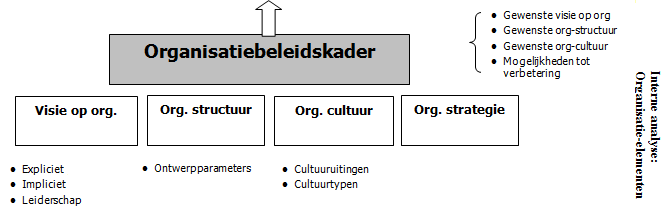 Organisatiebeleidskader
• Gewenste visie op org
• Gewenste org-structuur
• Gewenste org-cultuur
• Mogelijkheden tot
verbetering
Visie op org.
Org. structuur
Org. cultuur
Org. strategie
• Expliciet
• Impliciet
• Leiderschap
• Ontwerpparameters
• Cultuuruitingen
• Cultuurtypen
Interne analyse:
Organisatie-elementen